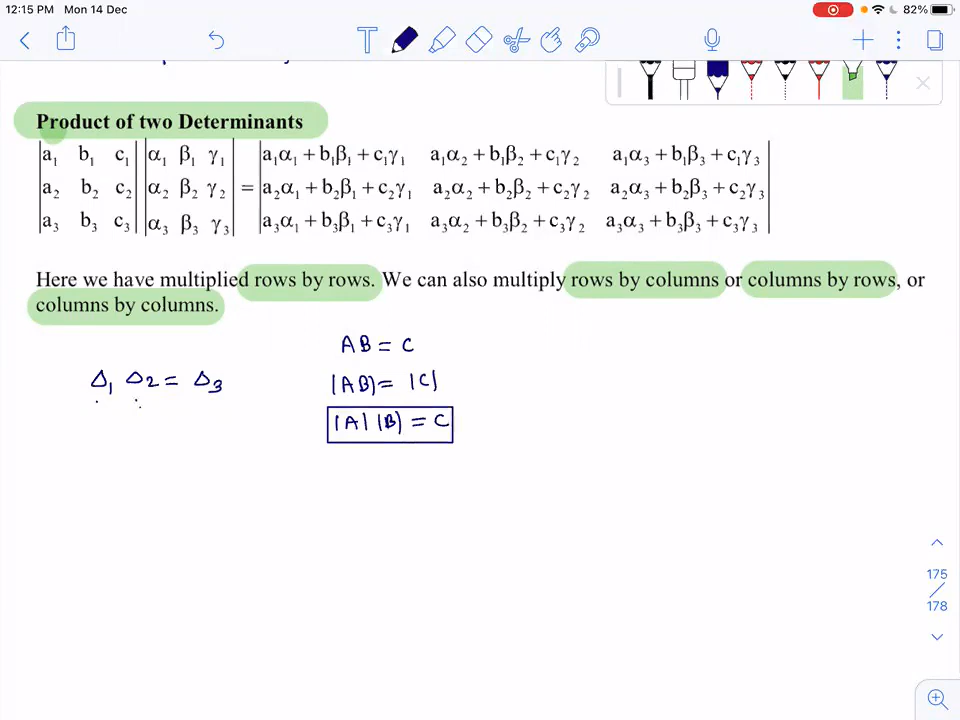 12:15 PM Mon 14 Dec 82%
T
Product of two Determinants
|a₁ b₁ c₁| |α₁ β₁ γ₁| |a₁α₁ + b₁β₁ + c₁γ₁ a₁α₂ + b₁β₂ + c₁γ₂ a₁α₃ + b₁β₃ + c₁γ₃|
|a₂ b₂ c₂| |α₂ β₂ γ₂| = |a₂α₁ + b₂β₁ + c₂γ₁ a₂α₂ + b₂β₂ + c₂γ₂ a₂α₃ + b₂β₃ + c₂γ₃|
|a₃ b₃ c₃| |α₃ β₃ γ₃| |a₃α₁ + b₃β₁ + c₃γ₁ a₃α₂ + b₃β₂ + c₃γ₂ a₃α₃ + b₃β₃ + c₃γ₃|
Here we have multiplied rows by rows. We can also multiply rows by columns or columns by rows, or
columns by columns.
AB = C
Δ₁ Δ₂ = Δ₃
|AB| = |C|
|A| |B| = C
175
178